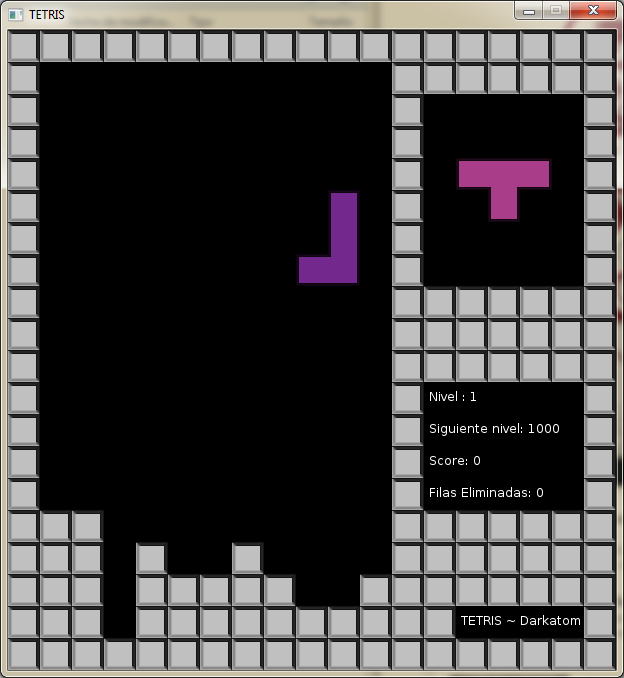 TETRIS
Nivel : 1
Siguiente nivel: 1000
Score: 0
Filas Eliminadas: 0
TETRIS ~ Darkatom